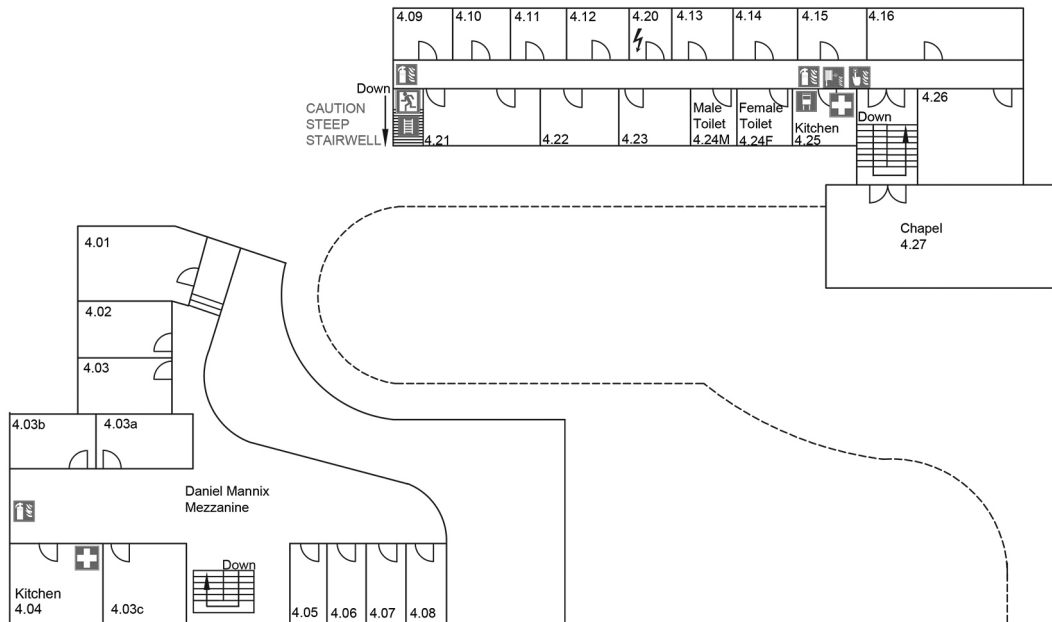 4.09
4.10
4.11
4.12
4.20
4.13
4.14
4.15
4.16
Down
CAUTION
STEEP
STAIRWELL
4.21
4.22
4.23
Male
Toilet
4.24M
Female
Toilet
4.24F
Kitchen
4.25
Down
4.26
Chapel
4.27
4.01
4.02
4.03
4.03b
4.03a
Daniel Mannix
Mezzanine
Kitchen
4.04
4.03c
Down
4.05
4.06
4.07
4.08